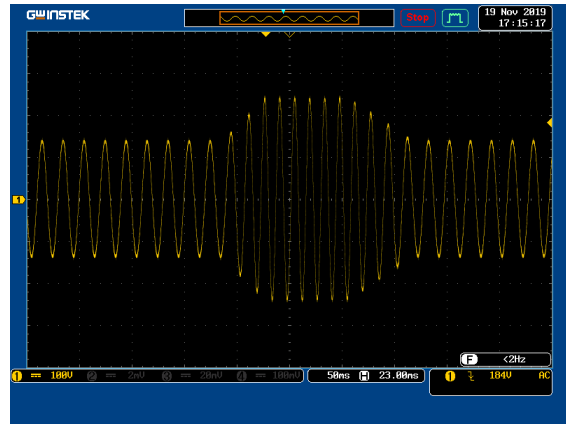 GWINSTEK
Stop
19 Nov 2019
17:15:17
1
F <2Hz
1 100V 2 2mV 3 20mV 4 100mV
50ms H 23.00ms
1 184V AC